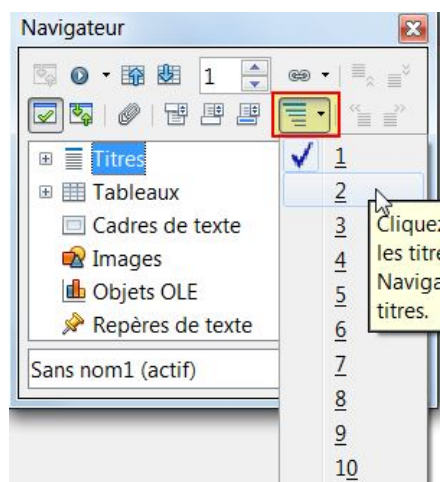 Navigateur
1
Titres
Tableaux
Cadres de texte
Images
Objets OLE
Repères de texte
Sans nom1 (actif)
1
2
3
4
5
6
7
8
9
10
Cliquez
les titre
Naviga
titres.